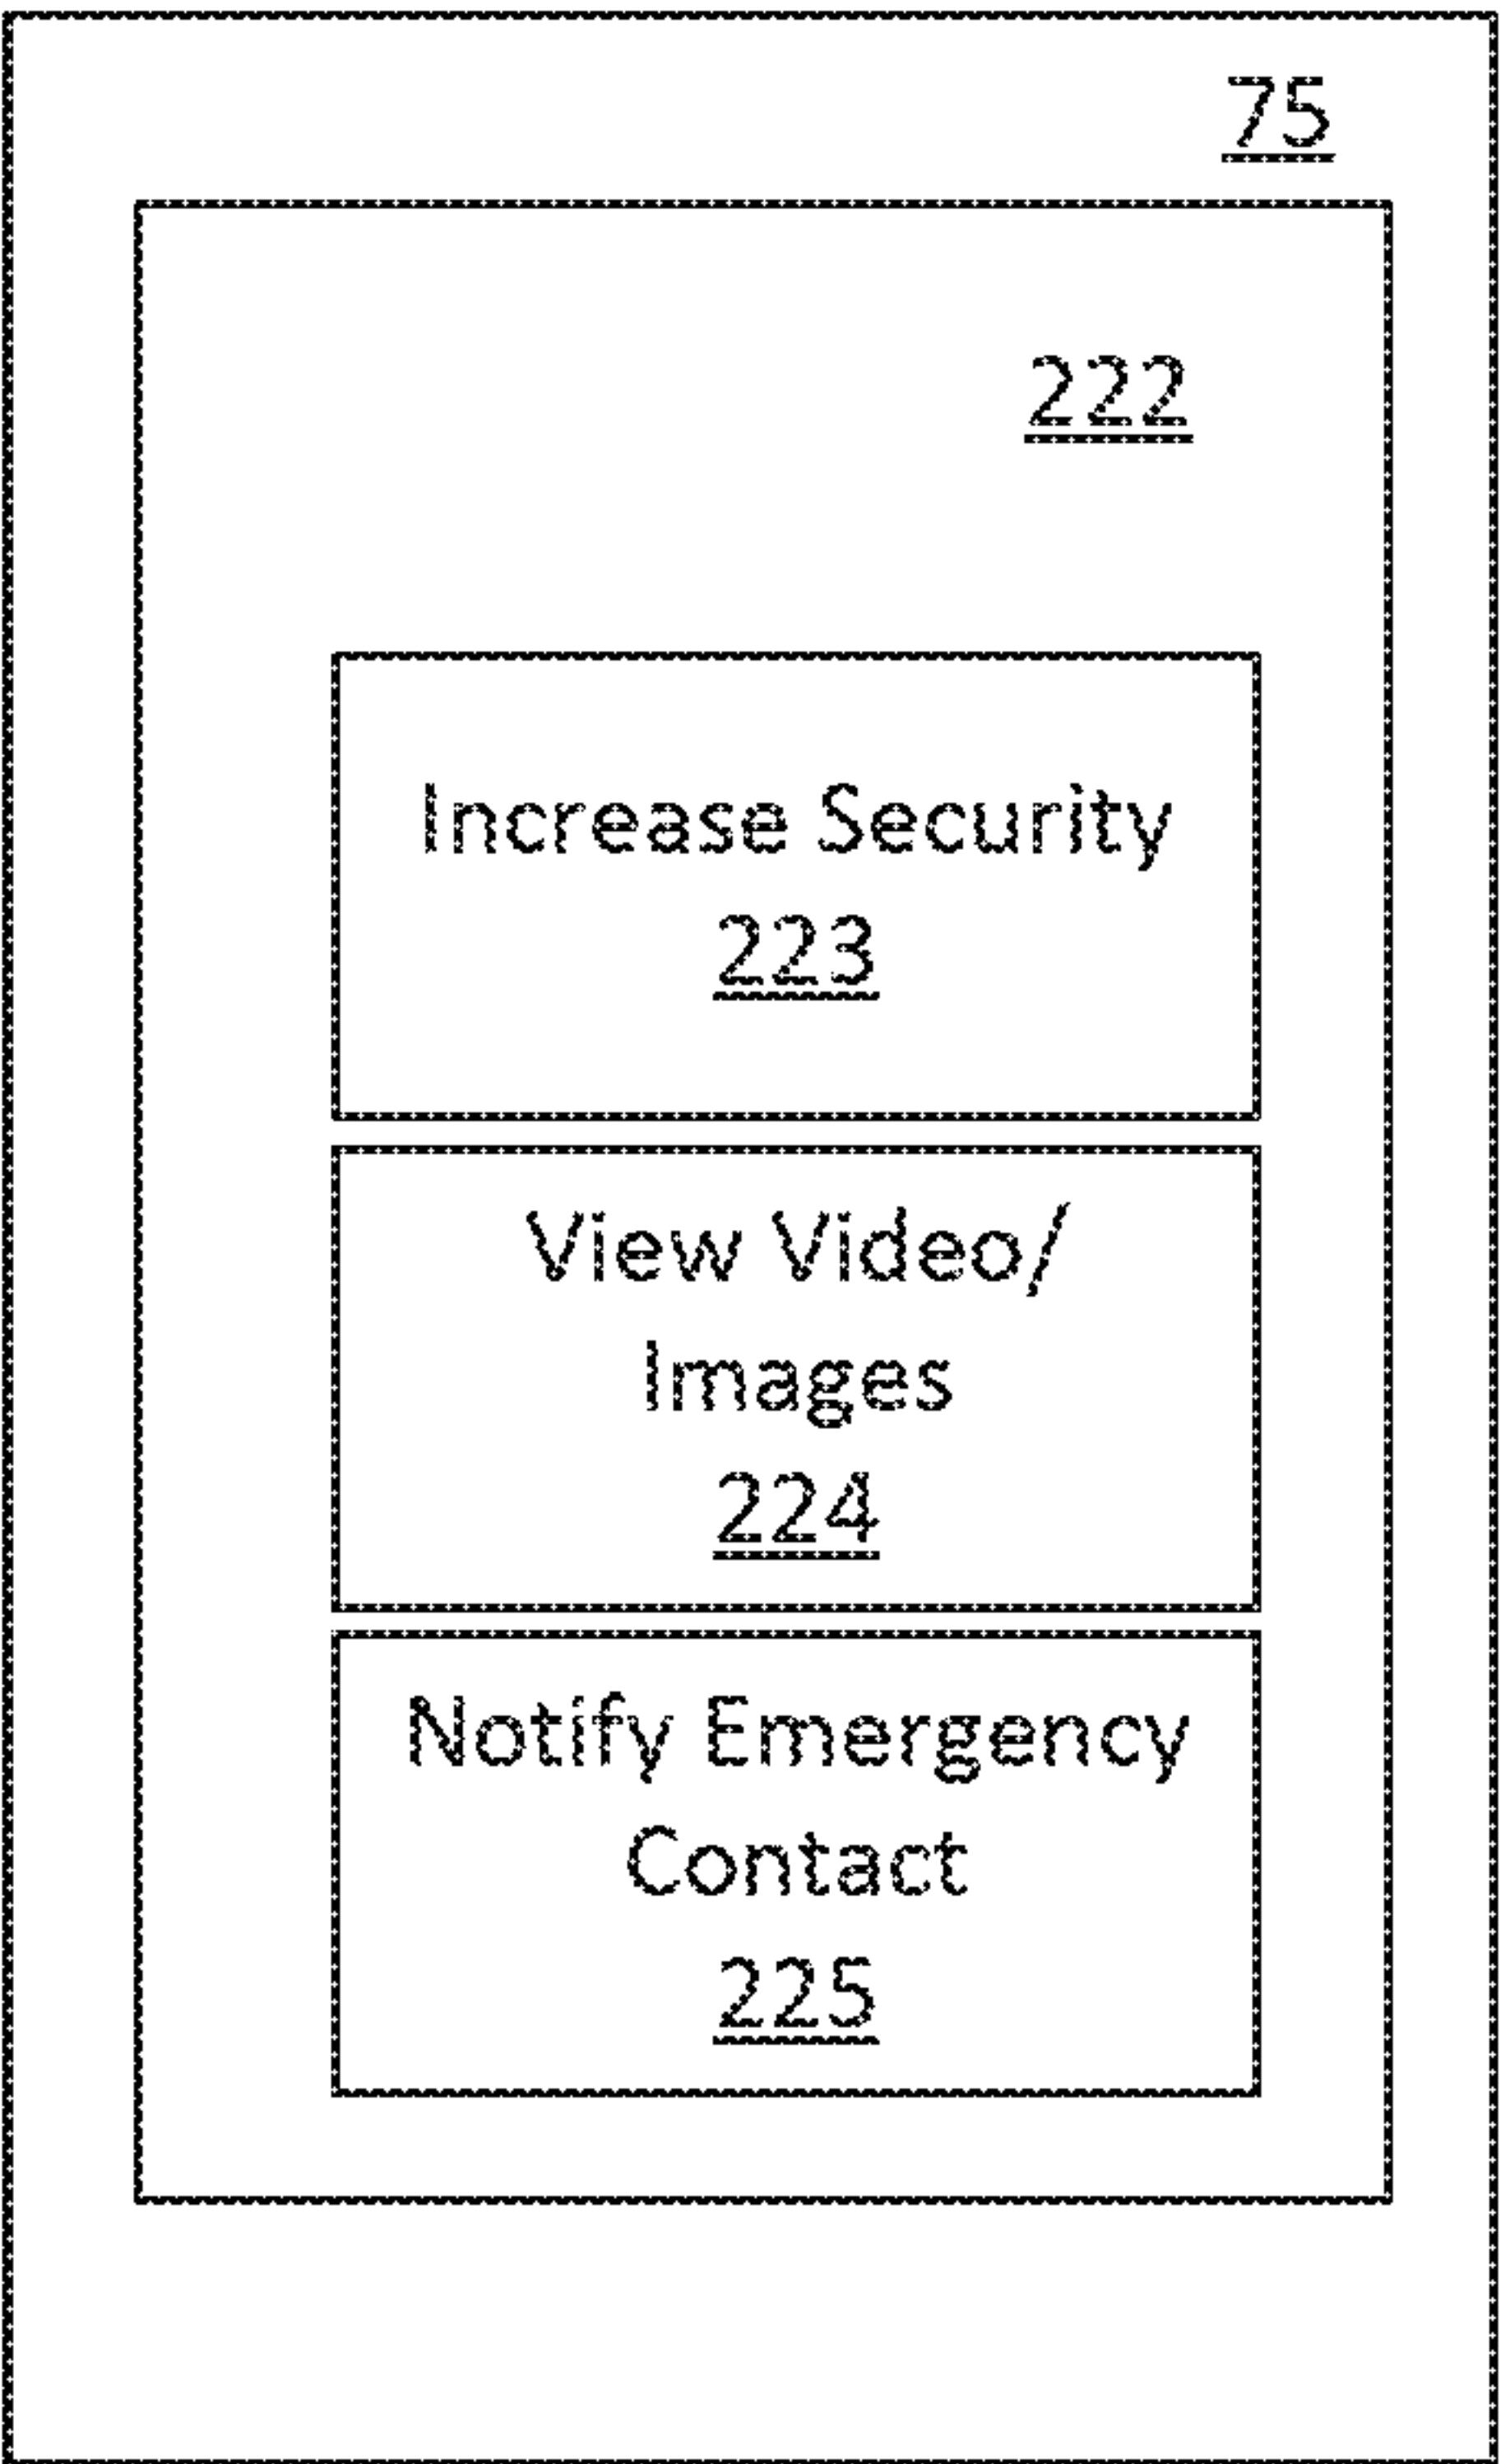 75
222
Increase Security
223
View Video/
Images
224
Notify Emergency
Contact
225